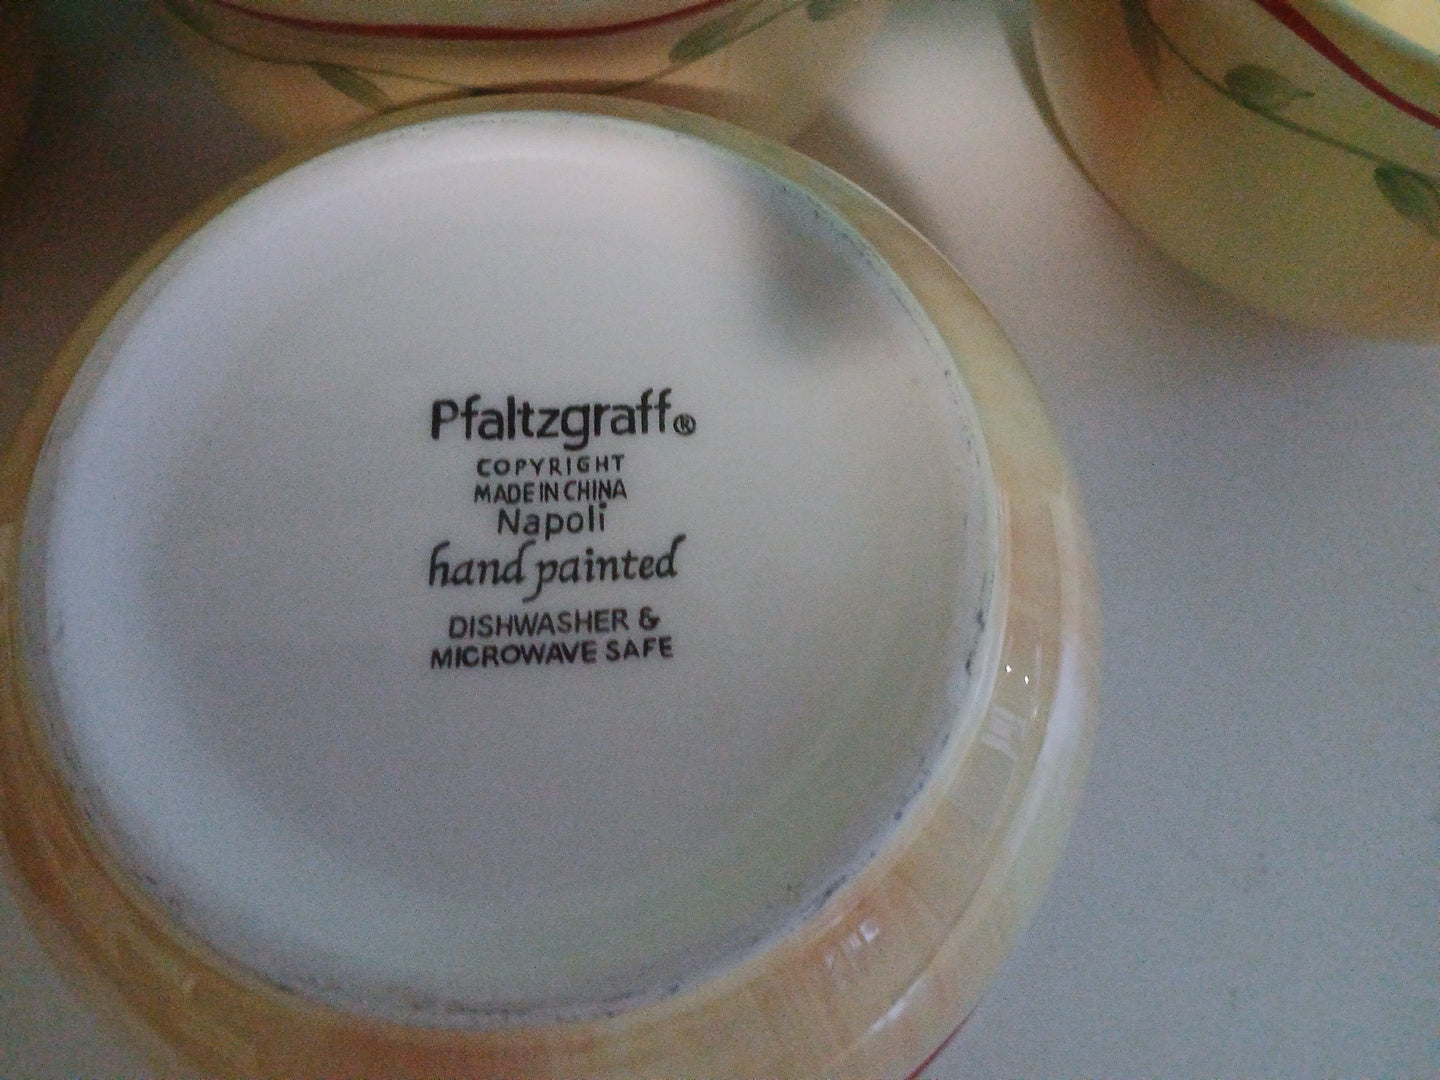 Pfaltzgraff®
COPYRIGHT
MADE IN CHINA
Napoli
hand painted
DISHWASHER &
MICROWAVE SAFE